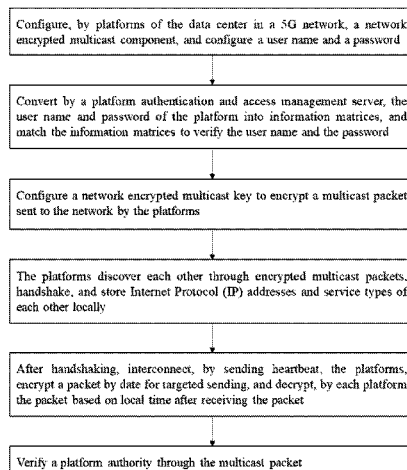 Configure, by platforms of the data center in a 5G network, a network
encrypted multicast component, and configure a user name and a password
Convert by a platform authentication and access management server, the
user name and password of the platform into information matrices, and
match the information matrices to verify the user name and the password
Configure a network encrypted multicast key to encrypt a multicast packet
sent to the network by the platforms
The platforms discover each other through encrypted multicast packets,
handshake, and store Internet Protocol (IP) addresses and service types of
each other locally
After handshaking, interconnect, by sending heartbeat, the platforms,
encrypt a packet by date for targeted sending, and decrypt, by each platform
the packet based on local time after receiving the packet
Verify a platform authority through the multicast packet